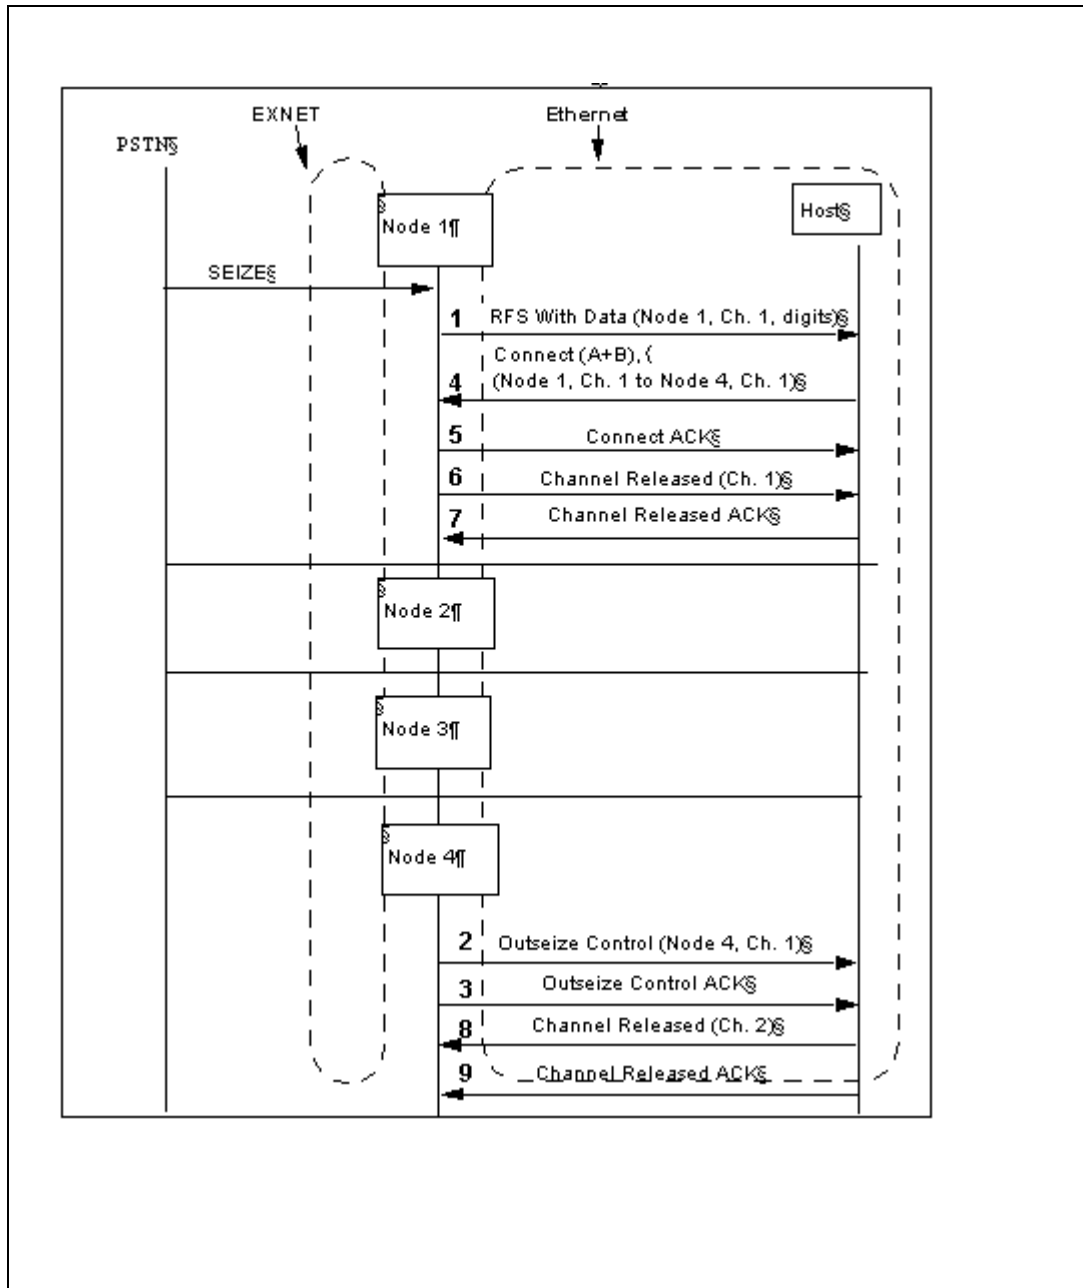 EXNET
Ethernet
PSTN§
§
Node 1¶
Host§
SEIZE§
1 RFS With Data (Node 1, Ch. 1, digits)§
Connect (A+B), (
4 (Node 1, Ch. 1 to Node 4, Ch. 1)§
5 Connect ACK§
6 Channel Released (Ch. 1)§
7 Channel Released ACK§
§
Node 2¶
§
Node 3¶
§
Node 4¶
2 Outseize Control (Node 4, Ch. 1)§
3 Outseize Control ACK§
8 Channel Released (Ch. 2)§
9 Channel Released ACK§